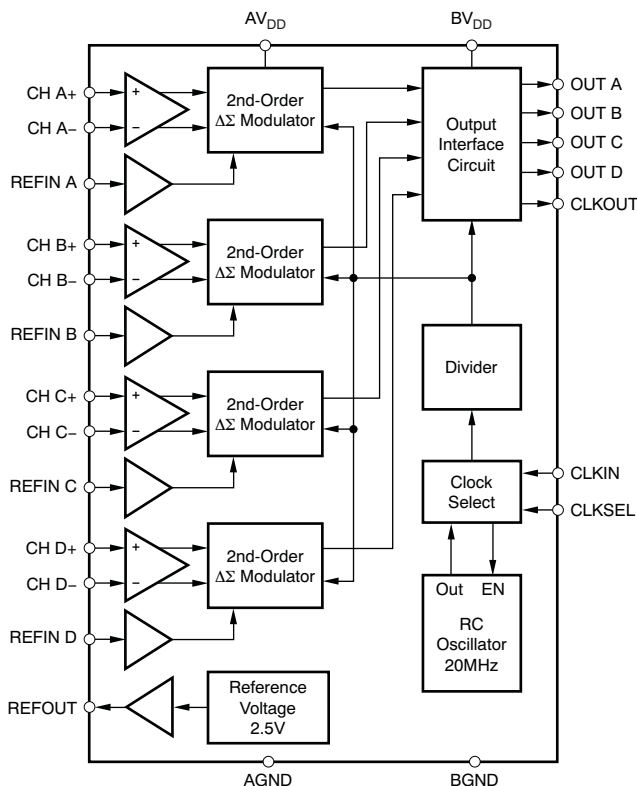 AVDD
BVDD
CH A+
CH A−
REFIN A
+
−
2nd-Order
ΔΣ Modulator
Output
Interface
Circuit
OUT A
OUT B
OUT C
OUT D
CLKOUT
CH B+
CH B−
REFIN B
+
−
2nd-Order
ΔΣ Modulator
Divider
CH C+
CH C−
REFIN C
+
−
2nd-Order
ΔΣ Modulator
Clock
Select
CLKIN
CLKSEL
CH D+
CH D−
REFIN D
+
−
2nd-Order
ΔΣ Modulator
Out EN
RC
Oscillator
20MHz
REFOUT
Reference
Voltage
2.5V
AGND
BGND